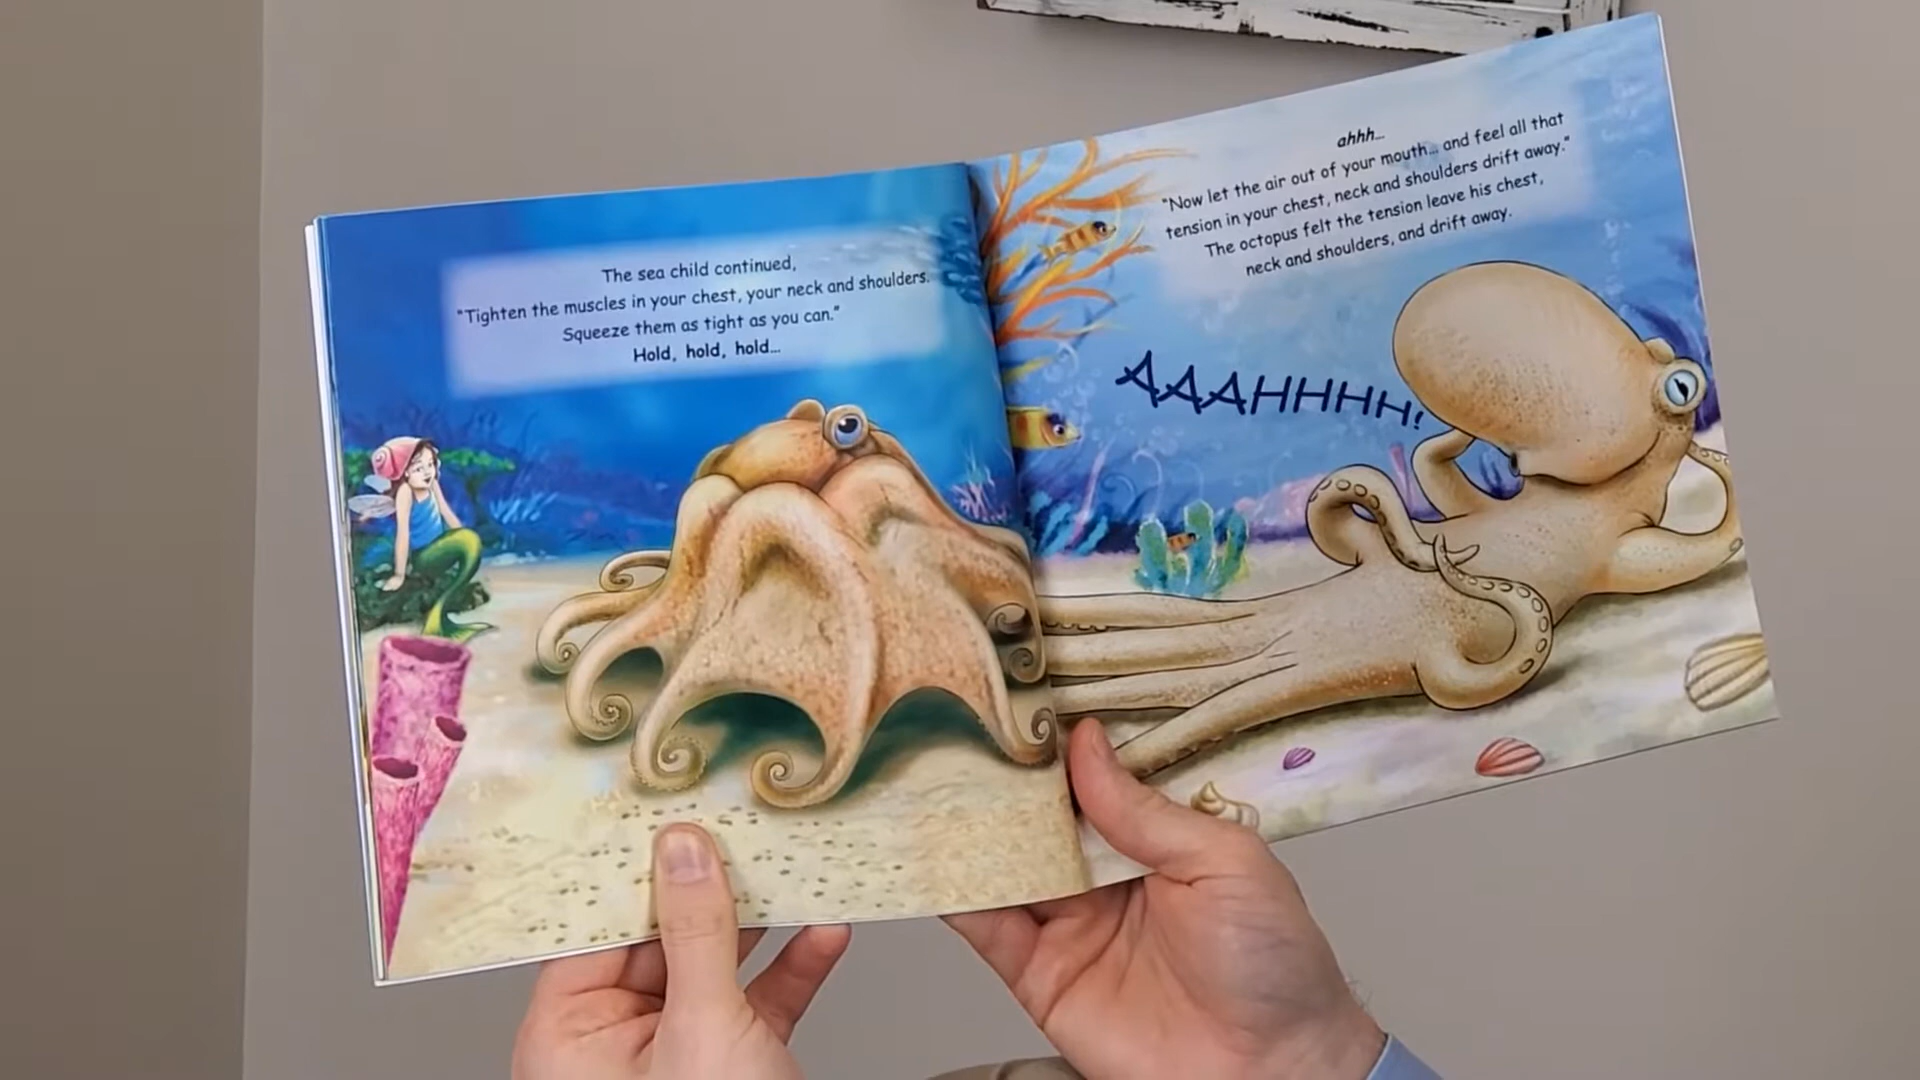 The sea child continued,
"Tighten the muscles in your chest, your neck and shoulders.
Squeeze them as tight as you can."
Hold, hold, hold...
ahhh...
"Now let the air out of your mouth... and feel all that
tension in your chest, neck and shoulders drift away."
The octopus felt the tension leave his chest,
neck and shoulders, and drift away.
AAAHHHHH!